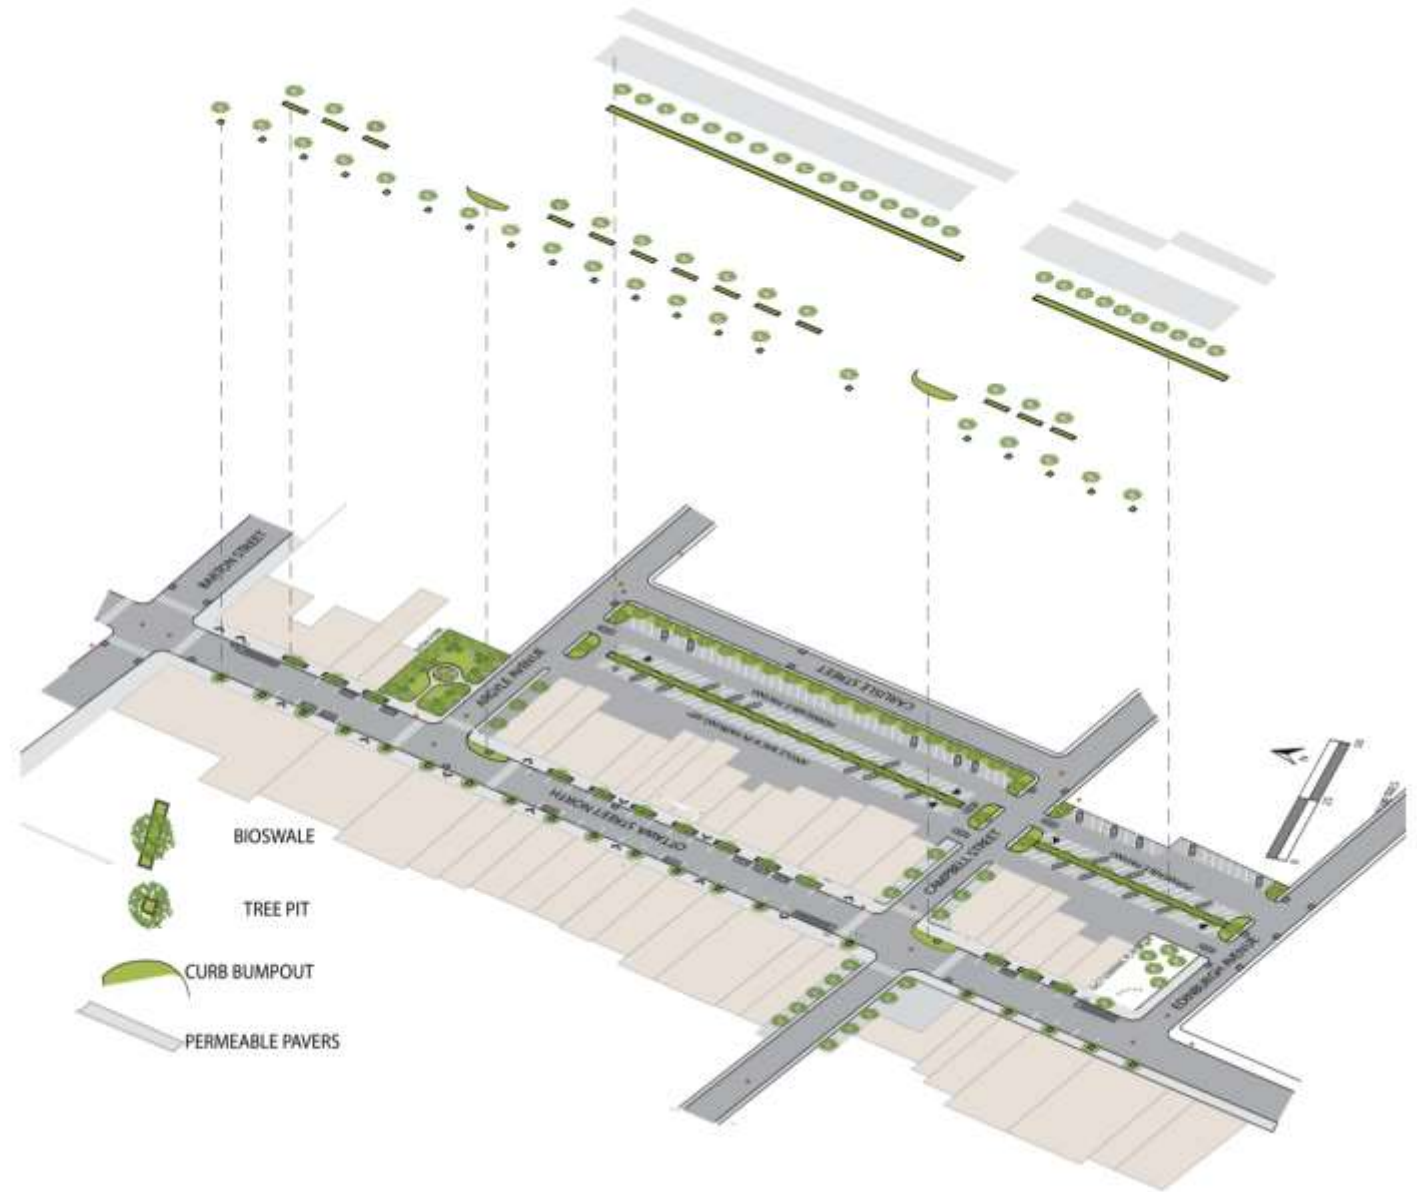 BARTON STREET
ARGYLE AVENUE
CARLISLE STREET
OTTAWA STREET NORTH
CAMPBELL STREET
EDINBURGH AVENUE
BIOSWALE
TREE PIT
CURB BUMPOUT
PERMEABLE PAVERS